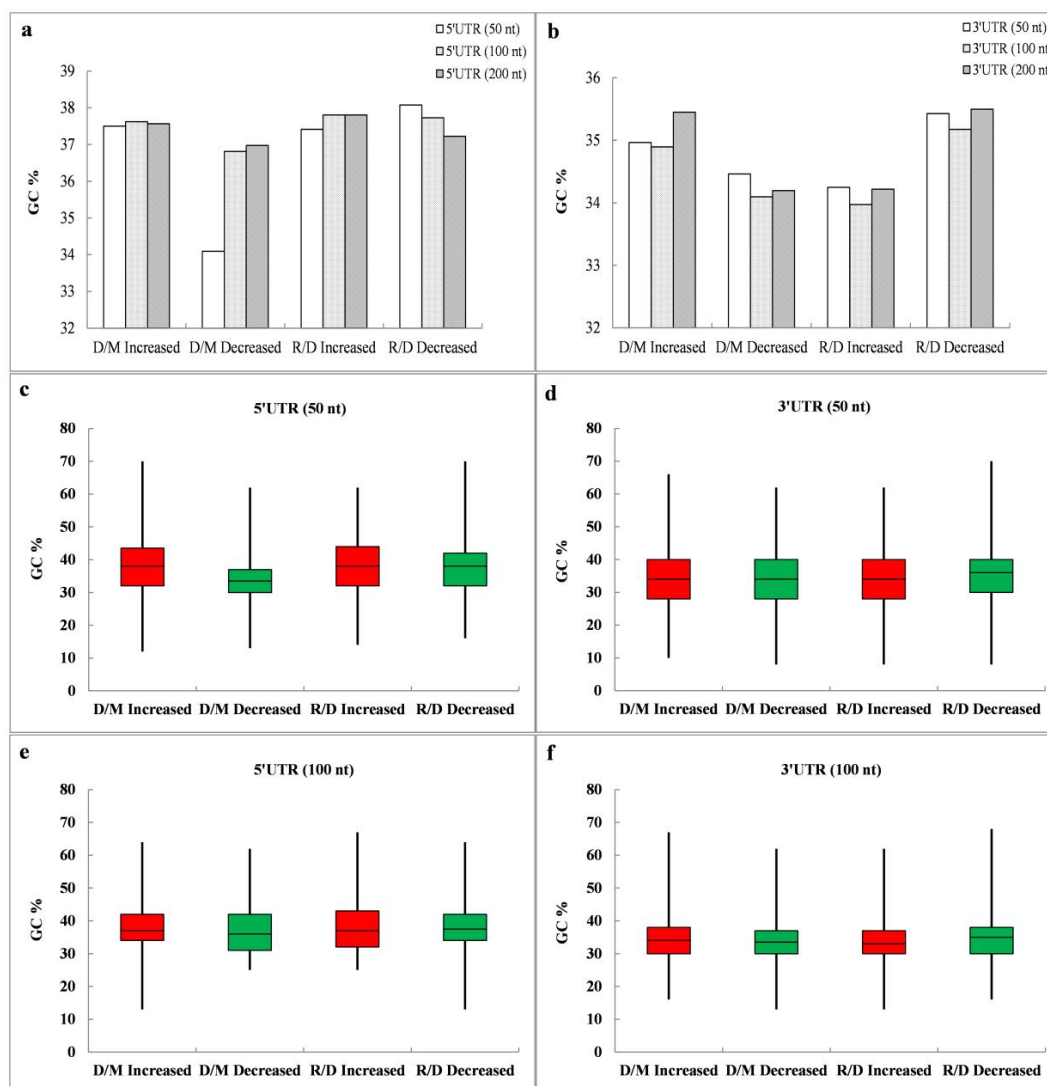 a
5'UTR (50 nt)
5'UTR (100 nt)
5'UTR (200 nt)
39
38
37
36
35
34
33
32
GC %
D/M Increased D/M Decreased R/D Increased R/D Decreased
b
3'UTR (50 nt)
3'UTR (100 nt)
3'UTR (200 nt)
36
35
34
33
32
GC %
D/M Increased D/M Decreased R/D Increased R/D Decreased
c
5'UTR (50 nt)
80
70
60
50
40
30
20
10
0
GC %
D/M Increased D/M Decreased R/D Increased R/D Decreased
d
3'UTR (50 nt)
80
70
60
50
40
30
20
10
0
GC %
D/M Increased D/M Decreased R/D Increased R/D Decreased
e
5'UTR (100 nt)
80
70
60
50
40
30
20
10
0
GC %
D/M Increased D/M Decreased R/D Increased R/D Decreased
f
3'UTR (100 nt)
80
70
60
50
40
30
20
10
0
GC %
D/M Increased D/M Decreased R/D Increased R/D Decreased